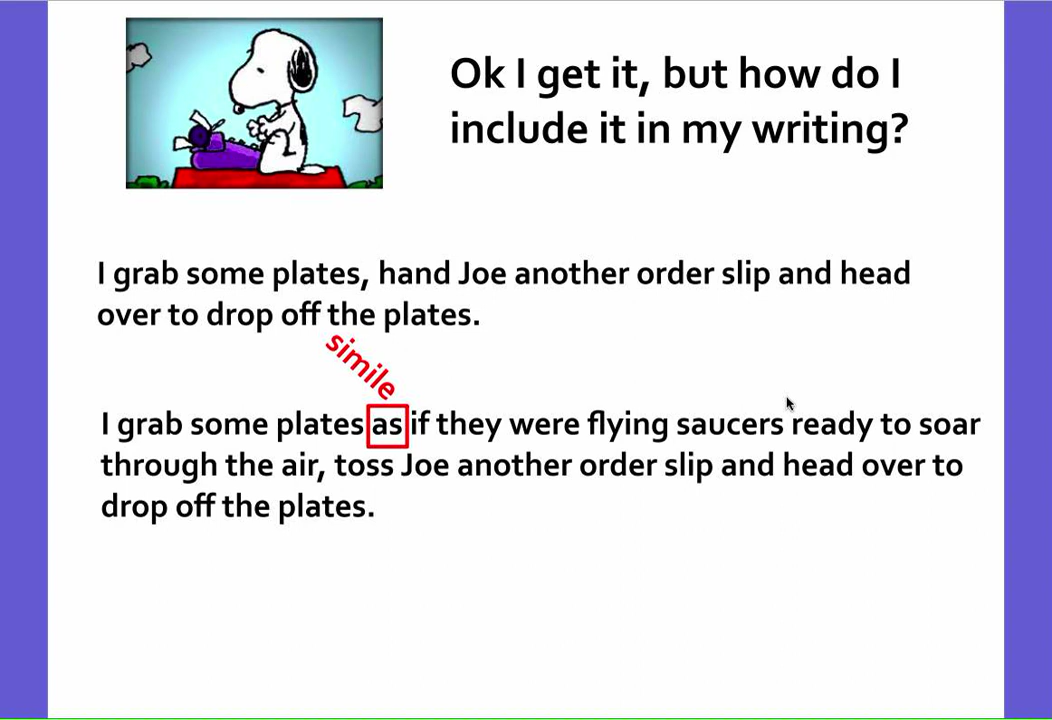 Ok I get it, but how do I
include it in my writing?
I grab some plates, hand Joe another order slip and head
over to drop off the plates.
simile
I grab some plates as if they were flying saucers ready to soar
through the air, toss Joe another order slip and head over to
drop off the plates.